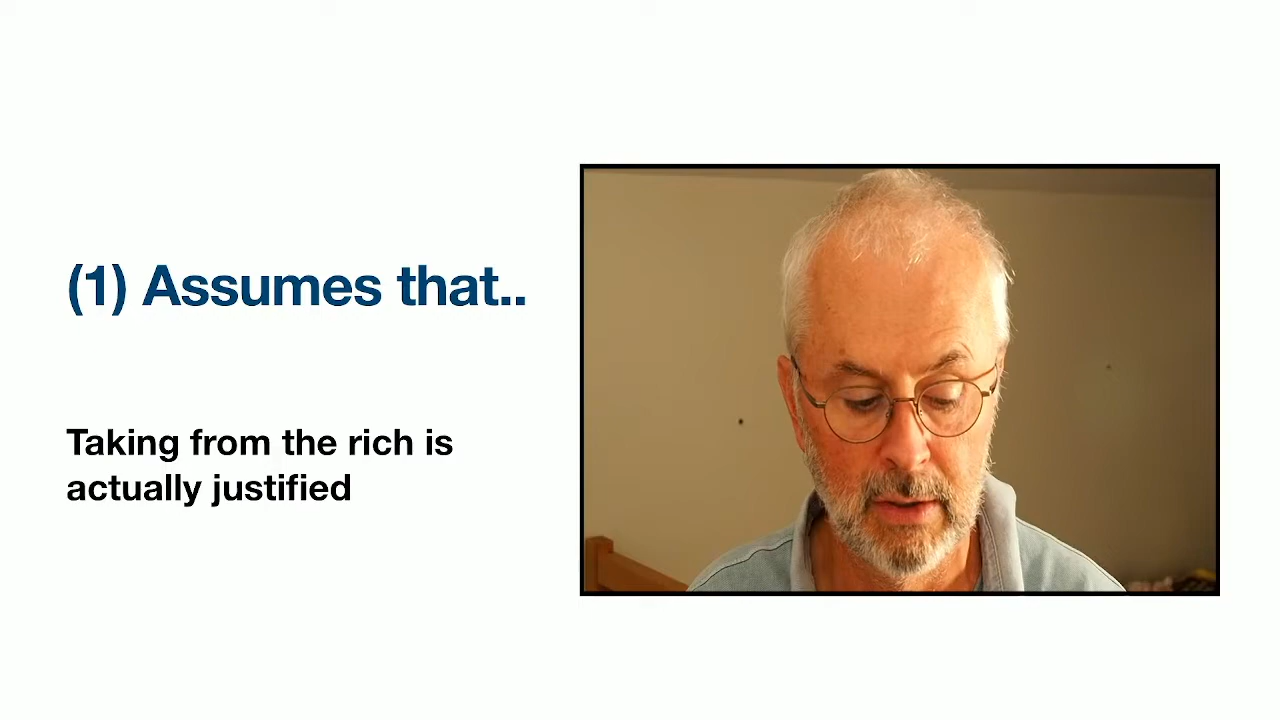 (1) Assumes that..
Taking from the rich is
actually justified